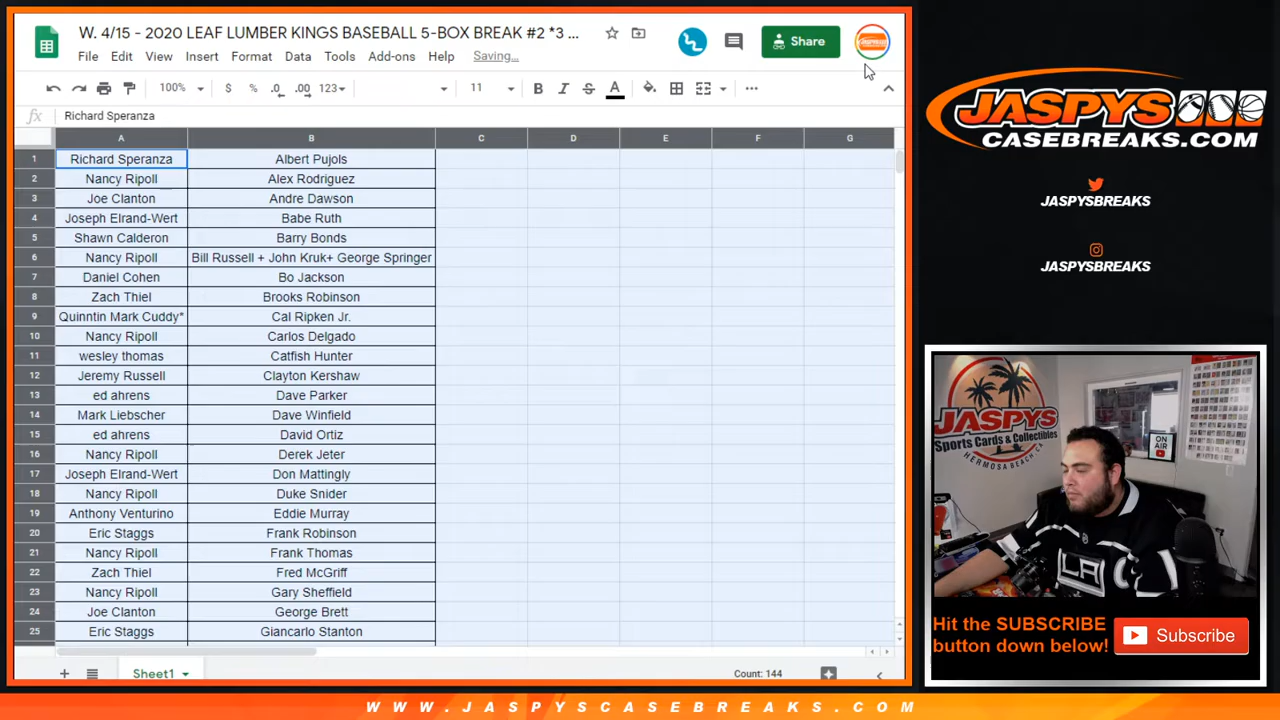 W. 4/15 - 2020 LEAF LUMBER KINGS BASEBALL 5-BOX BREAK #2 *3 ...
File Edit View Insert Format Data Tools Add-ons Help Saving...
Share
100% $ % .0 .00 123 11 B I S A
fx Richard Speranza
A B C D E F G
1 Richard Speranza Albert Pujols
2 Nancy Ripoll Alex Rodriguez
3 Joe Clanton Andre Dawson
4 Joseph Elrand-Wert Babe Ruth
5 Shawn Calderon Barry Bonds
6 Nancy Ripoll Bill Russell + John Kruk+ George Springer
7 Daniel Cohen Bo Jackson
8 Zach Thiel Brooks Robinson
9 Quinntin Mark Cuddy* Cal Ripken Jr.
10 Nancy Ripoll Carlos Delgado
11 wesley thomas Catfish Hunter
12 Jeremy Russell Clayton Kershaw
13 ed ahrens Dave Parker
14 Mark Liebscher Dave Winfield
15 ed ahrens David Ortiz
16 Nancy Ripoll Derek Jeter
17 Joseph Elrand-Wert Don Mattingly
18 Nancy Ripoll Duke Snider
19 Anthony Venturino Eddie Murray
20 Eric Staggs Frank Robinson
21 Nancy Ripoll Frank Thomas
22 Zach Thiel Fred McGriff
23 Nancy Ripoll Gary Sheffield
24 Joe Clanton George Brett
25 Eric Staggs Giancarlo Stanton
Sheet1
Count: 144
JASPYS
CASEBREAKS.COM
JASPYSBREAKS
JASPYSBREAKS
JASPYS
Sports Cards & Collectibles
HERMOSA BEACH CA
ON AIR
LA
Hit the SUBSCRIBE
button down below!
Subscribe
WWW.JASPYSCASEBREAKS.COM